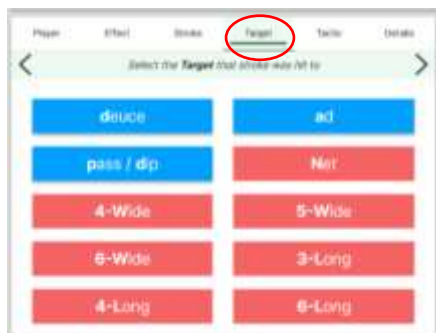 Player Effect Stroke Target Tactic Details
Select the Target that stroke was hit to
deuce ad
pass / dip Net
4-Wide 5-Wide
6-Wide 3-Long
4-Long 6-Long